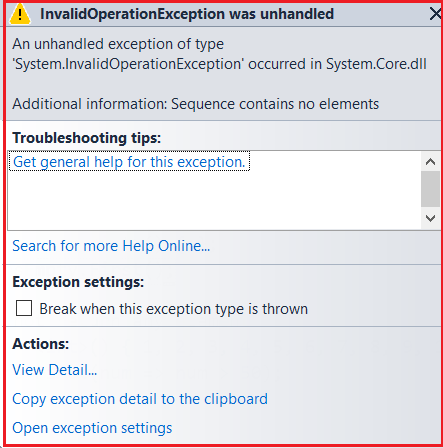 InvalidOperationException was unhandled
An unhandled exception of type
'System.InvalidOperationException' occurred in System.Core.dll
Additional information: Sequence contains no elements
Troubleshooting tips:
Get general help for this exception.
Search for more Help Online...
Exception settings:
Break when this exception type is thrown
Actions:
View Detail...
Copy exception detail to the clipboard
Open exception settings